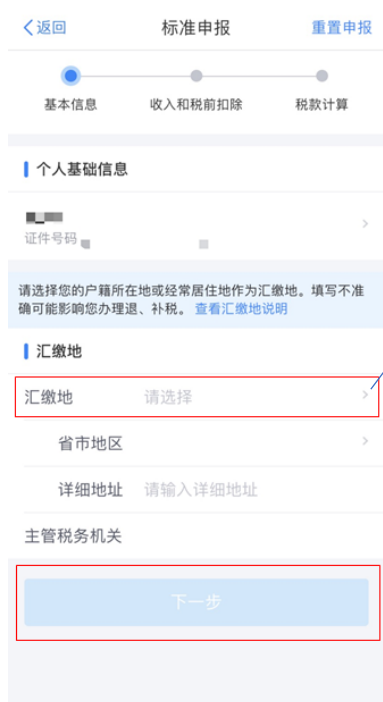 返回 标准申报 重置申报
基本信息 收入和税前扣除 税款计算
个人基础信息
证件号码
请选择您的户籍所在地或经常居住地作为汇缴地。填写不准
确可能影响您办理退、补税。 查看汇缴地说明
汇缴地
汇缴地 请选择
省市地区
详细地址 请输入详细地址
主管税务机关
下一步